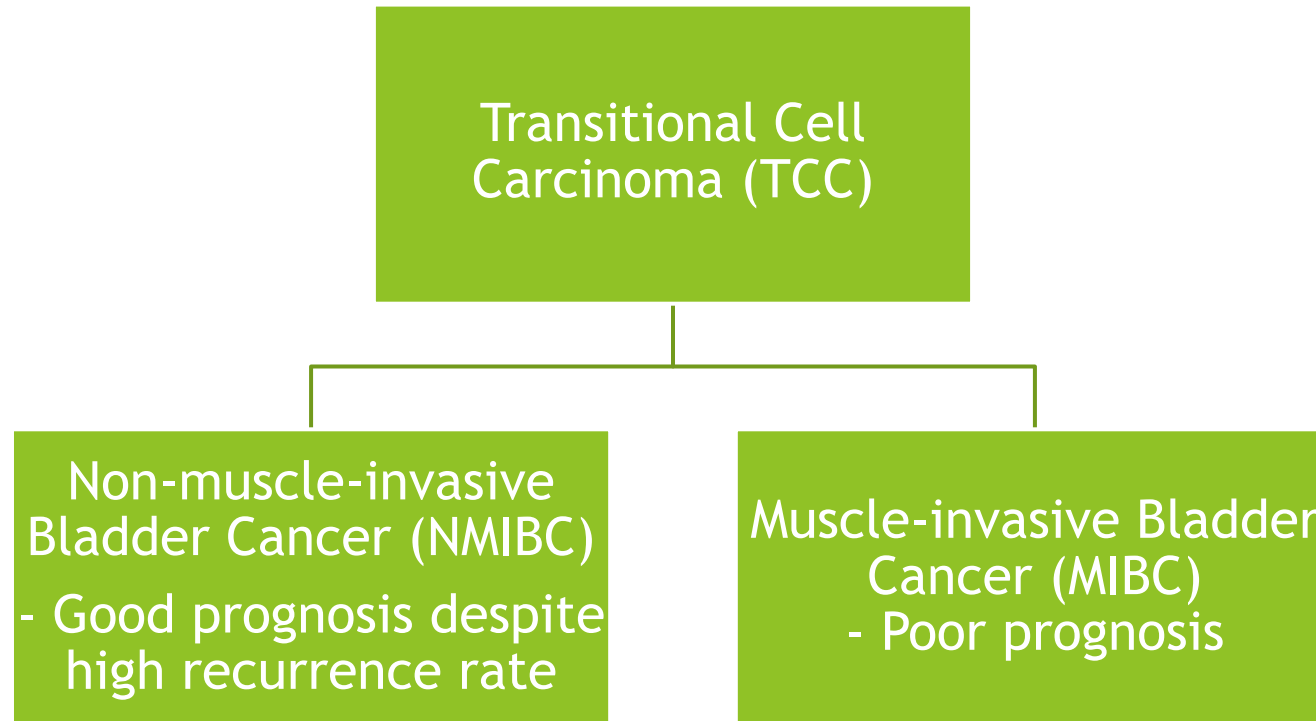 Transitional Cell
Carcinoma (TCC)
Non-muscle-invasive
Bladder Cancer (NMIBC)
- Good prognosis despite
high recurrence rate
Muscle-invasive Bladder
Cancer (MIBC)
- Poor prognosis